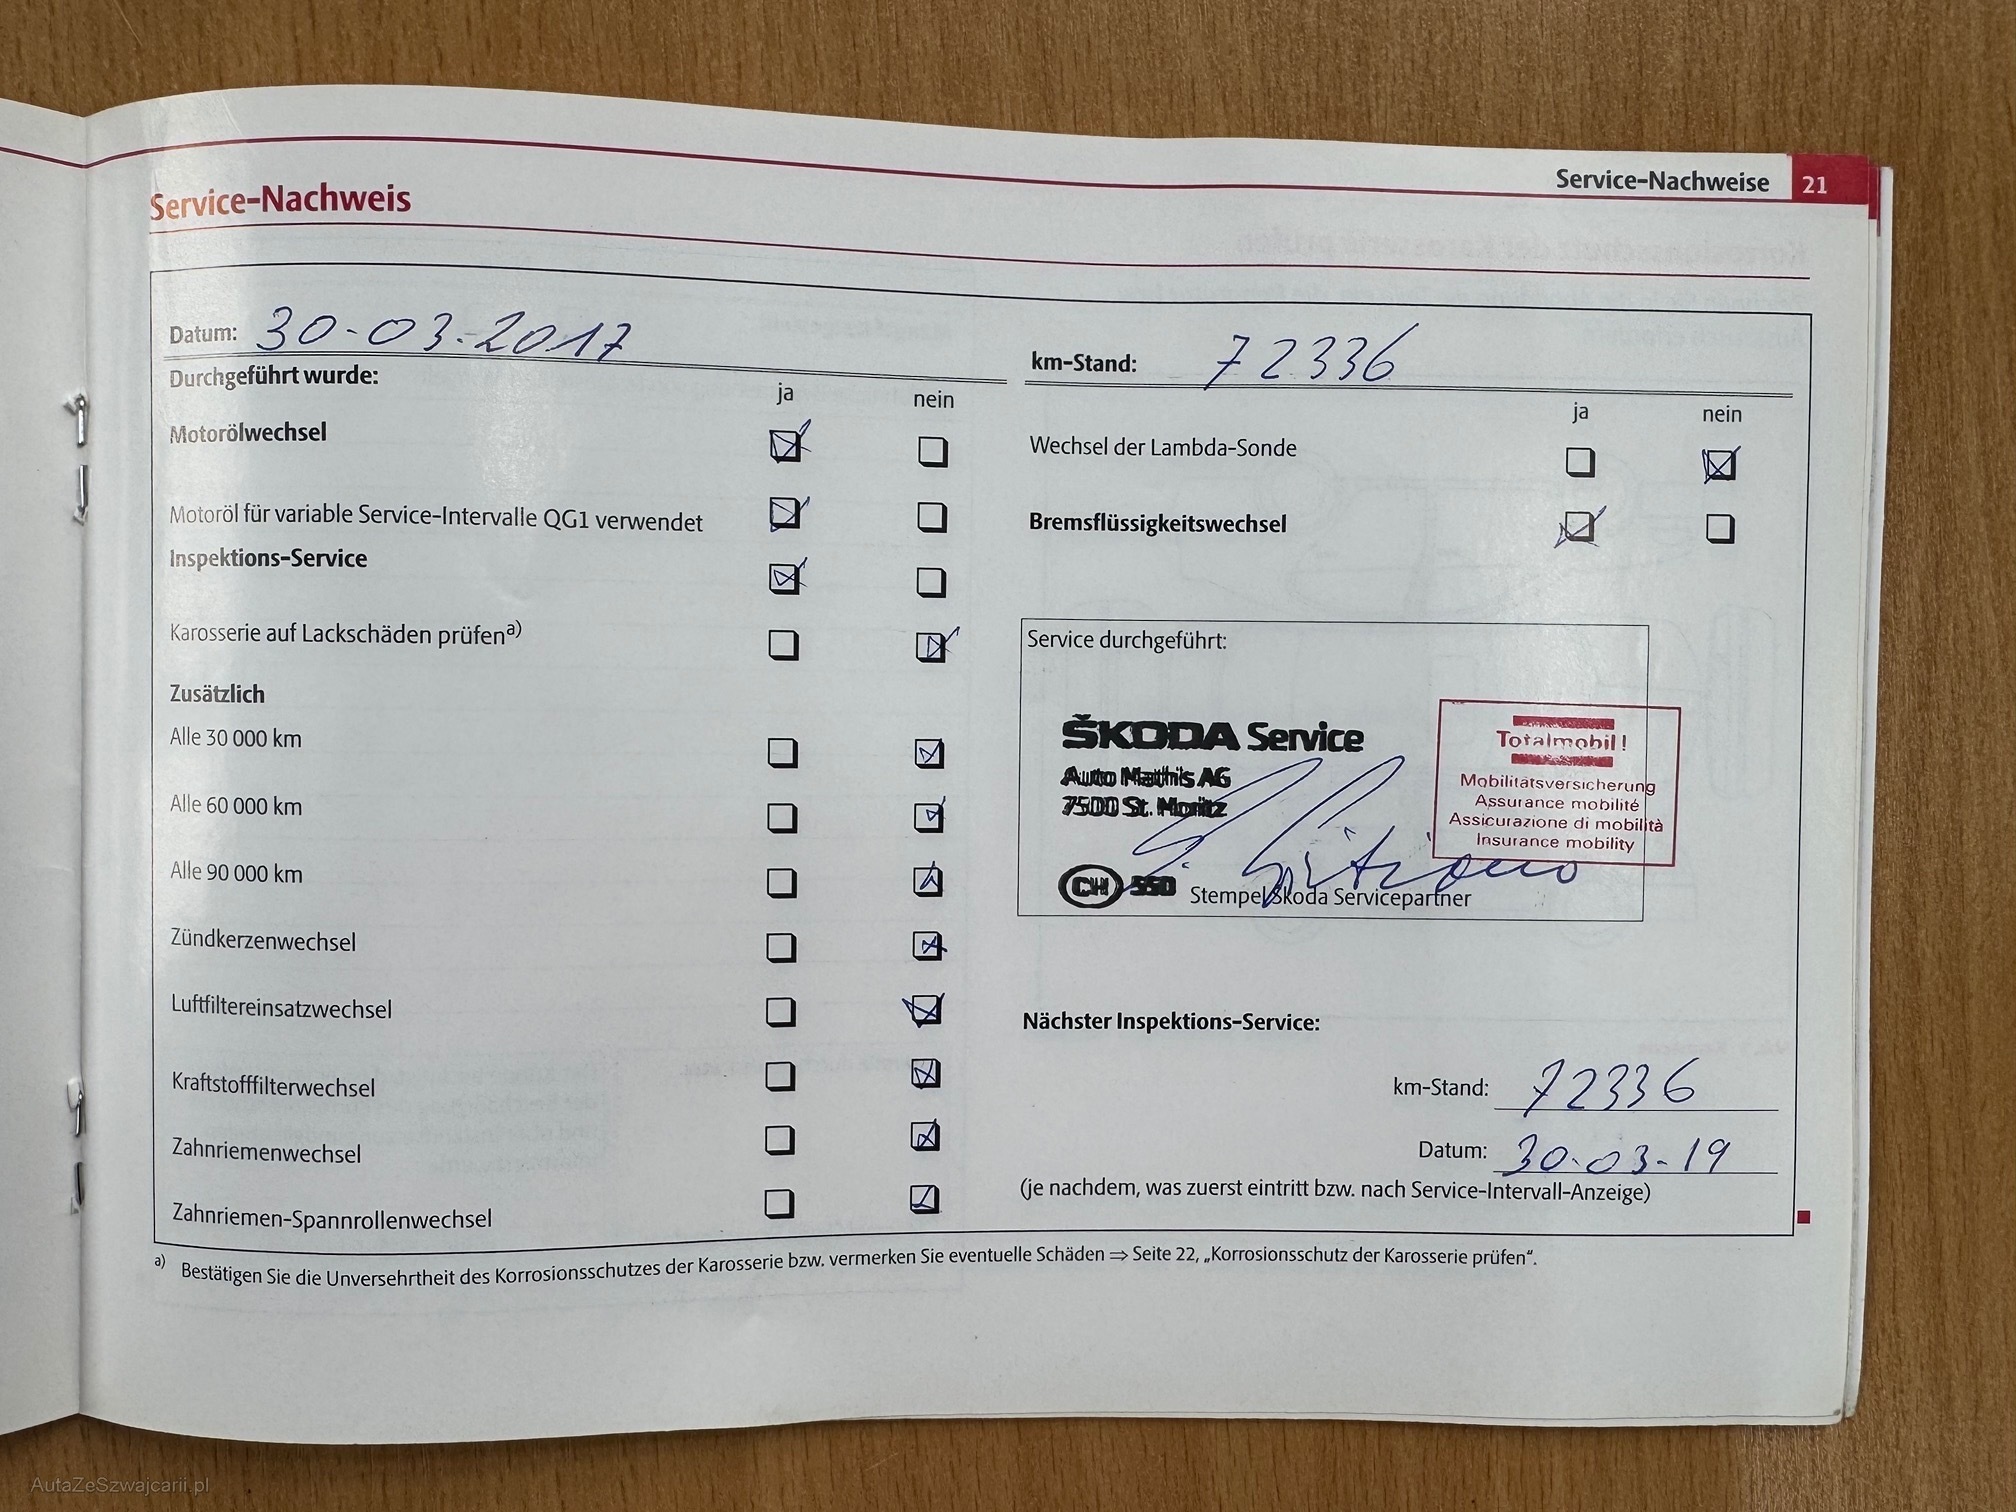 Service-Nachweise 21
Service-Nachweis
Datum: 30-03-2017
km-Stand: 72336
Durchgeführt wurde:
ja nein
ja nein
Motorölwechsel
Motoröl für variable Service-Intervalle QG1 verwendet
Inspektions-Service
Karosserie auf Lackschäden prüfen a)
Zusätzlich
Alle 30 000 km
Alle 60 000 km
Alle 90 000 km
Zündkerzenwechsel
Luftfiltereinsatzwechsel
Kraftstofffilterwechsel
Zahnriemenwechsel
Zahnriemen-Spannrollenwechsel
Wechsel der Lambda-Sonde
Bremsflüssigkeitswechsel
Service durchgeführt:
ŠKODA Service
Auto Mathis AG
7500 St. Moritz
CH 550
Stempel Škoda Servicepartner
Totalmobil!
Mobilitätsversicherung
Assurance mobilité
Assicurazione di mobilità
Insurance mobility
Nächster Inspektions-Service:
km-Stand: 72336
Datum: 30-03-19
(je nachdem, was zuerst eintritt bzw. nach Service-Intervall-Anzeige)
a) Bestätigen Sie die Unversehrtheit des Korrosionsschutzes der Karosserie bzw. vermerken Sie eventuelle Schäden ⇒ Seite 22, „Korrosionsschutz der Karosserie prüfen“.
AutaZeSzwajcarii.pl